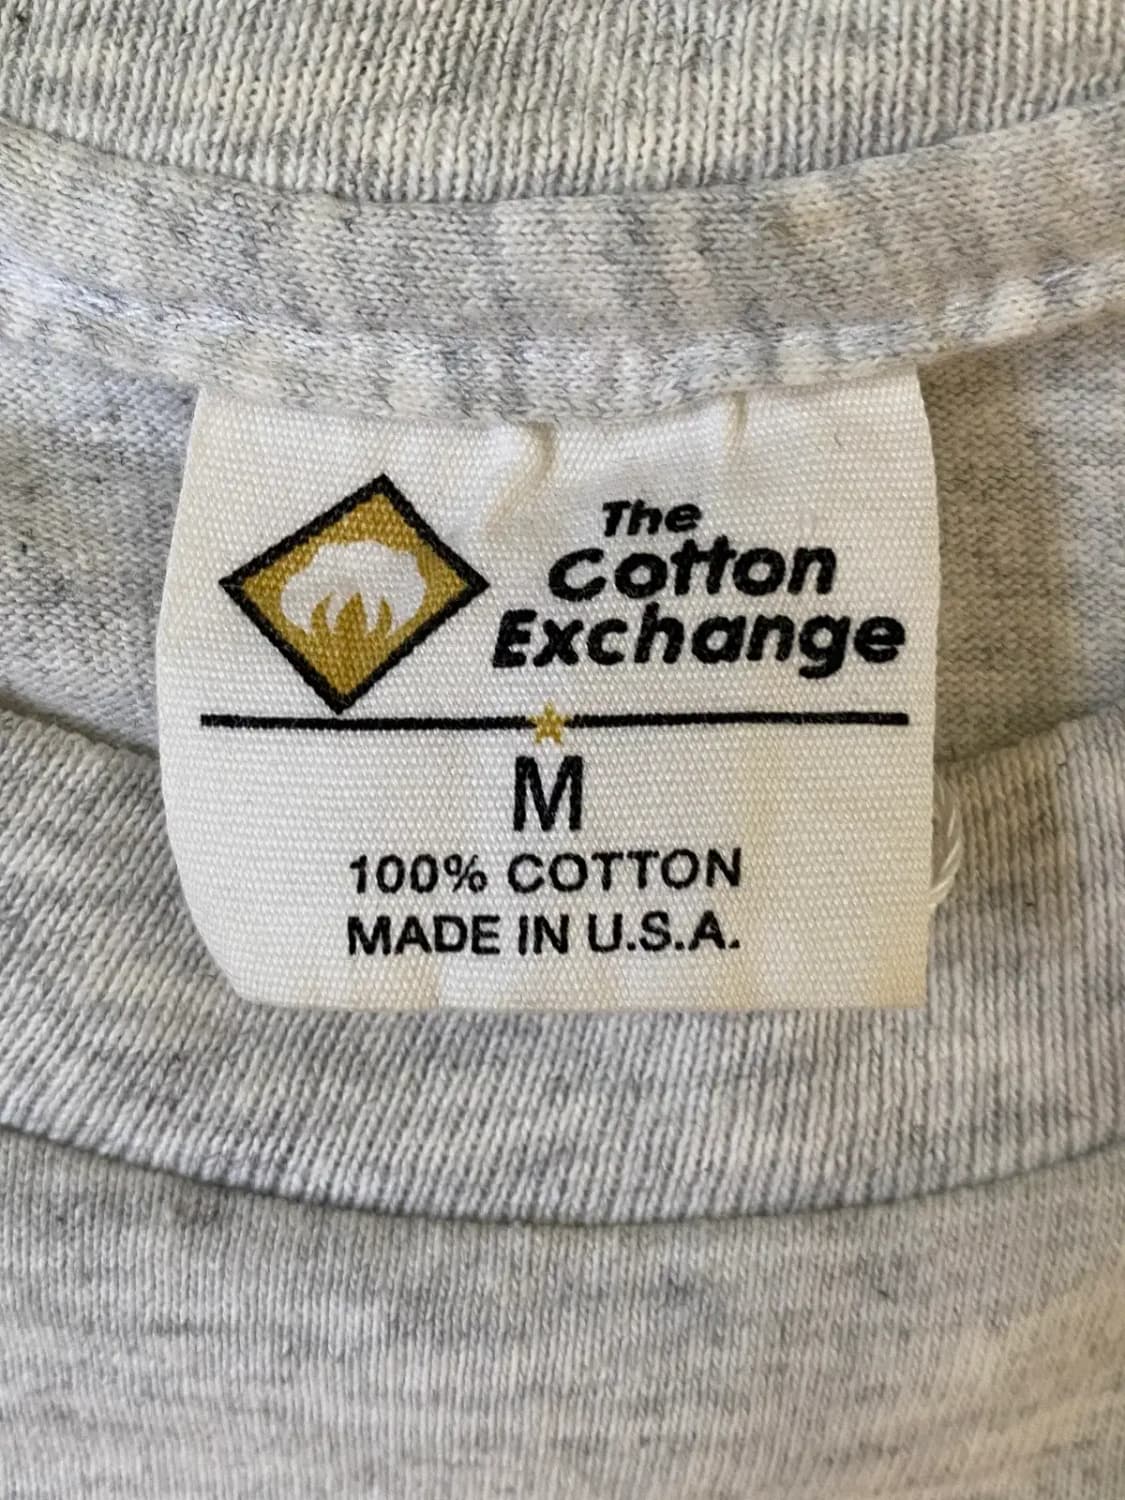 The
Cotton
Exchange
M
100% COTTON
MADE IN U.S.A.